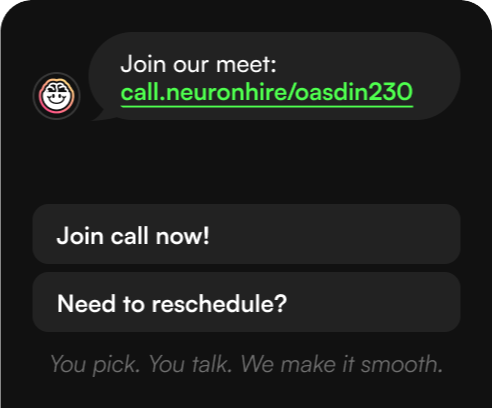 Join our meet:
call.neuronhire/oasdin230
Join call now!
Need to reschedule?
You pick. You talk. We make it smooth.